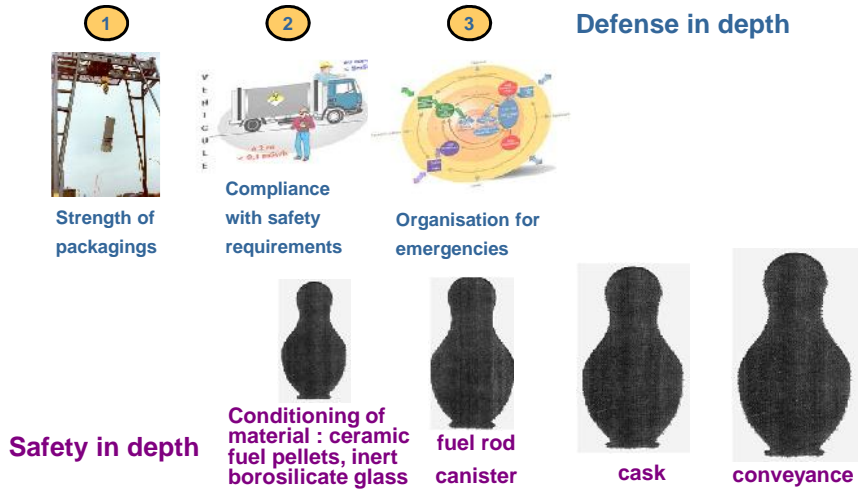 1
2
3
Defense in depth
VEHICULE
Strength of
packagings
Compliance
with safety
requirements
Organisation for
emergencies
Safety in depth
Conditioning of
material : ceramic
fuel pellets, inert
borosilicate glass
fuel rod
canister
cask
conveyance